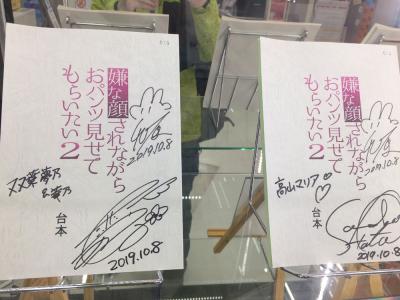 嫌な顔されながら
おパンツ見せて
もらいたい2
台本
2019.10.8
双葉夢乃
2019.10.8
嫌な顔されながら
おパンツ見せて
もらいたい2
台本
2019.10.8
高山マリア
2019.10.8